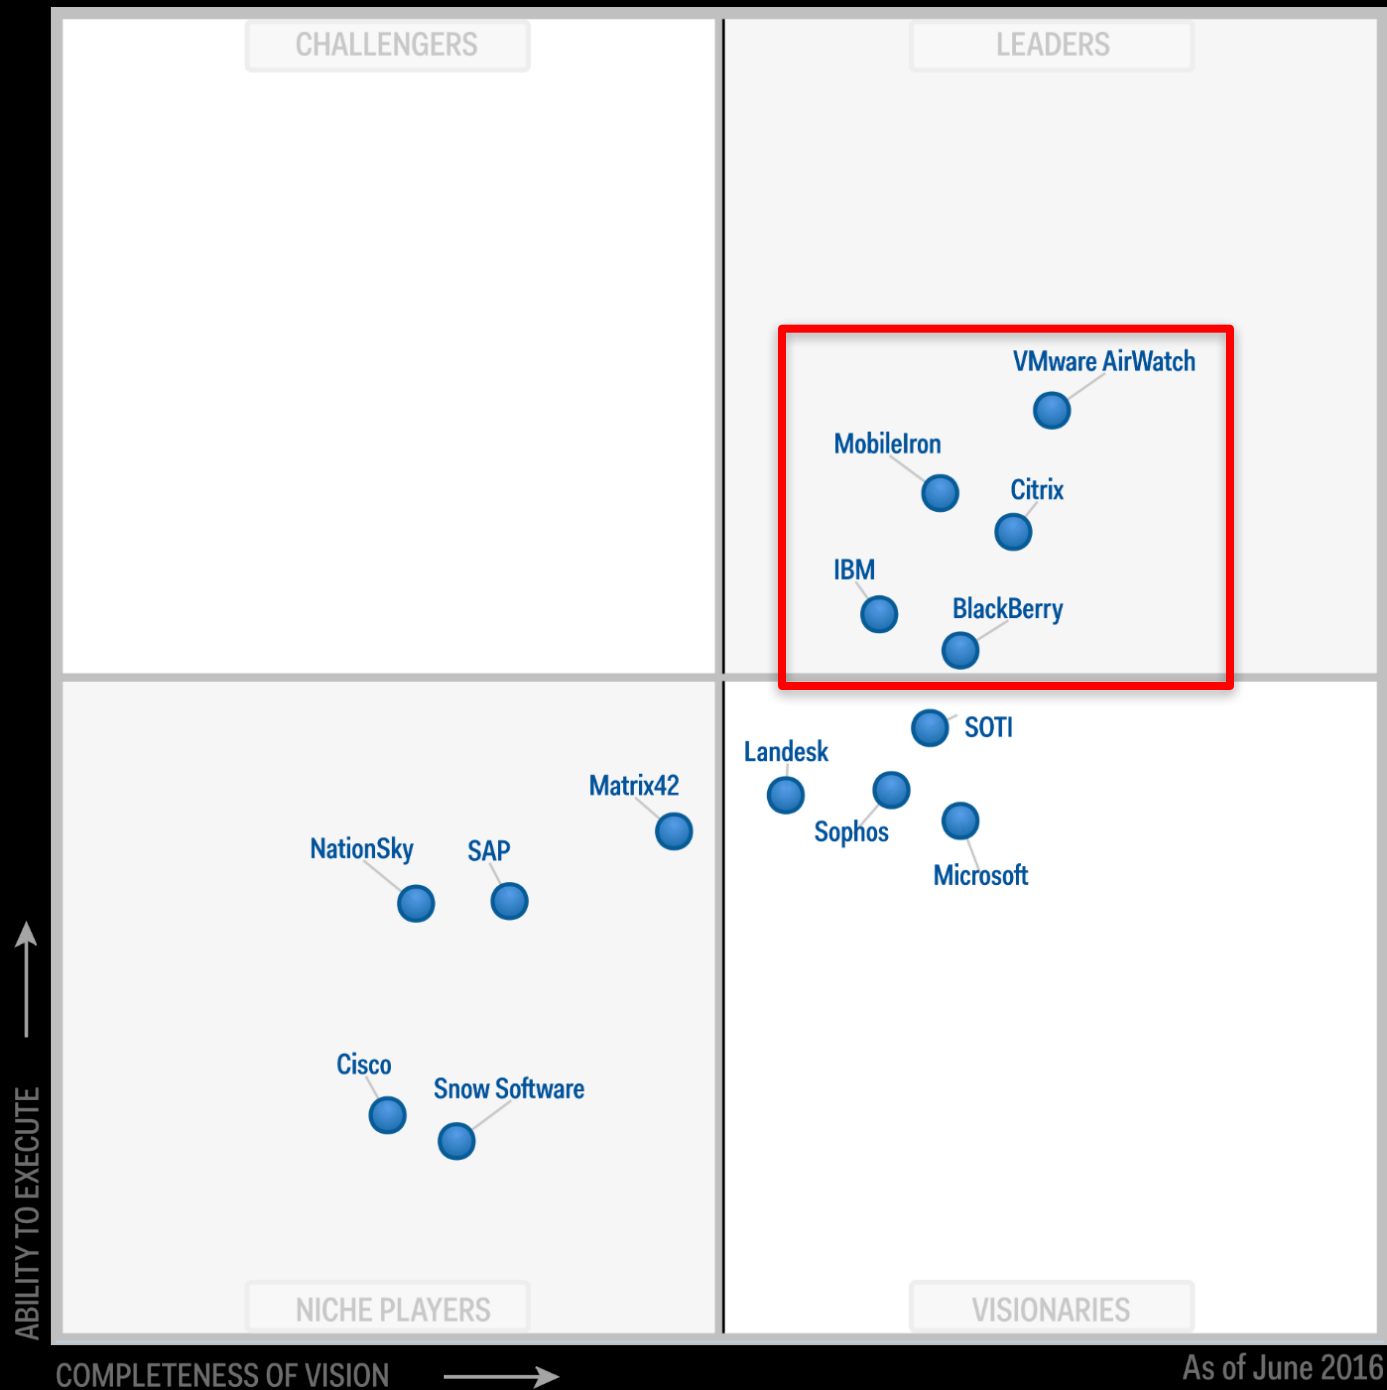 CHALLENGERS
LEADERS
VMware AirWatch
MobileIron
Citrix
IBM
BlackBerry
SOTI
Landesk
Sophos
Microsoft
Matrix42
NationSky
SAP
Cisco
Snow Software
NICHE PLAYERS
VISIONARIES
ABILITY TO EXECUTE
COMPLETENESS OF VISION
As of June 2016